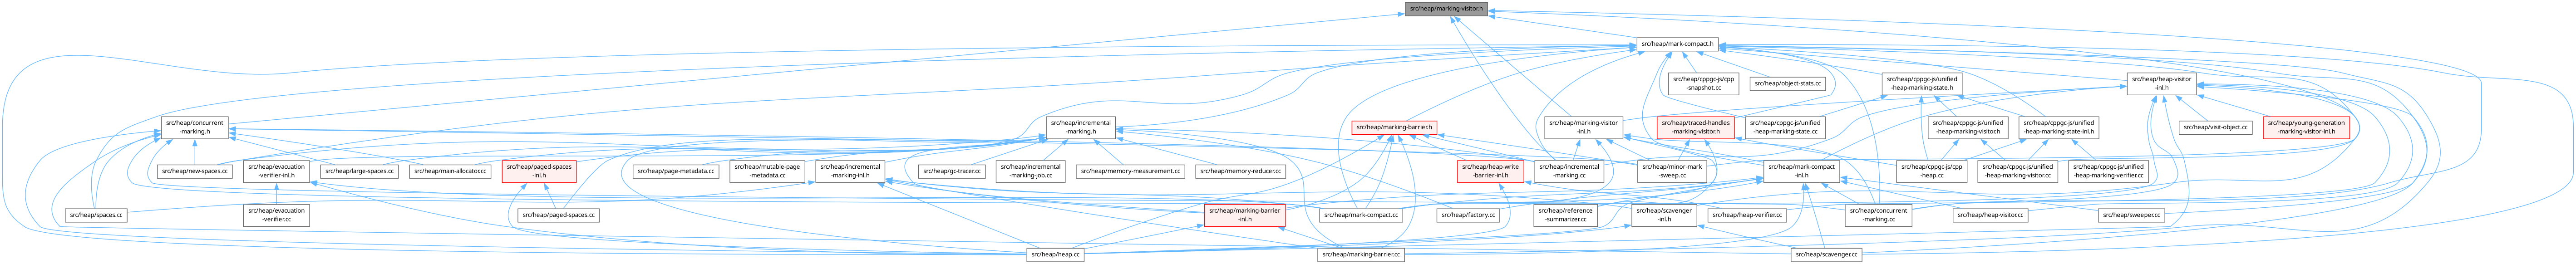 src/heap/marking-visitor.h
src/heap/mark-compact.h
src/heap/cppgc-js/cpp
-snapshot.cc
src/heap/object-stats.cc
src/heap/cppgc-js/unified
-heap-marking-state.h
src/heap/heap-visitor
-inl.h
src/heap/concurrent
-marking.h
src/heap/incremental
-marking.h
src/heap/marking-barrier.h
src/heap/marking-visitor
-inl.h
src/heap/traced-handles
-marking-visitor.h
src/heap/cppgc-js/unified
-heap-marking-state.cc
src/heap/cppgc-js/unified
-heap-marking-visitor.h
src/heap/cppgc-js/unified
-heap-marking-state-inl.h
src/heap/visit-object.cc
src/heap/young-generation
-marking-visitor-inl.h
src/heap/new-spaces.cc
src/heap/evacuation
-verifier-inl.h
src/heap/large-spaces.cc
src/heap/main-allocator.cc
src/heap/paged-spaces
-inl.h
src/heap/page-metadata.cc
src/heap/mutable-page
-metadata.cc
src/heap/incremental
-marking-inl.h
src/heap/gc-tracer.cc
src/heap/incremental
-marking-job.cc
src/heap/memory-measurement.cc
src/heap/memory-reducer.cc
src/heap/heap-write
-barrier-inl.h
src/heap/incremental
-marking.cc
src/heap/minor-mark
-sweep.cc
src/heap/mark-compact
-inl.h
src/heap/cppgc-js/cpp
-heap.cc
src/heap/cppgc-js/unified
-heap-marking-visitor.cc
src/heap/cppgc-js/unified
-heap-marking-verifier.cc
src/heap/spaces.cc
src/heap/evacuation
-verifier.cc
src/heap/paged-spaces.cc
src/heap/marking-barrier
-inl.h
src/heap/mark-compact.cc
src/heap/factory.cc
src/heap/reference
-summarizer.cc
src/heap/scavenger
-inl.h
src/heap/heap-verifier.cc
src/heap/concurrent
-marking.cc
src/heap/heap-visitor.cc
src/heap/sweeper.cc
src/heap/heap.cc
src/heap/marking-barrier.cc
src/heap/scavenger.cc